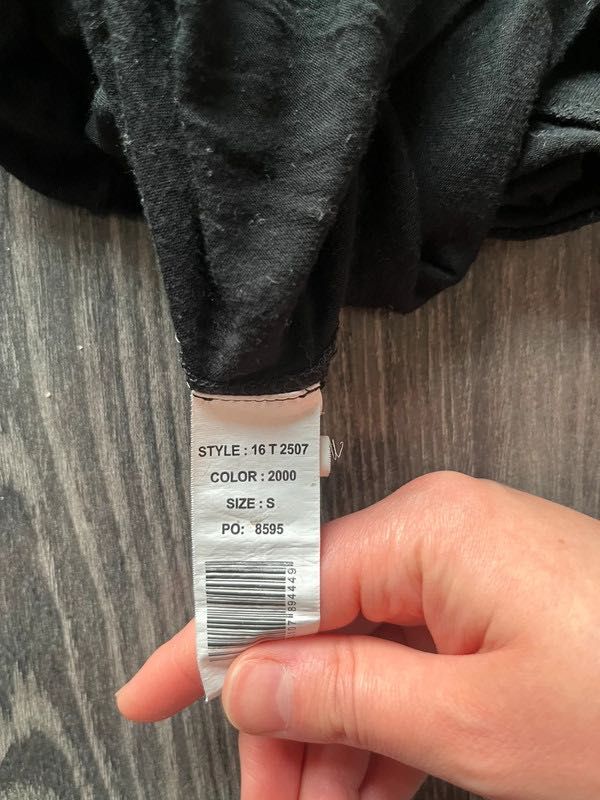 STYLE : 16 T 2507
COLOR : 2000
SIZE : S
PO: 8595